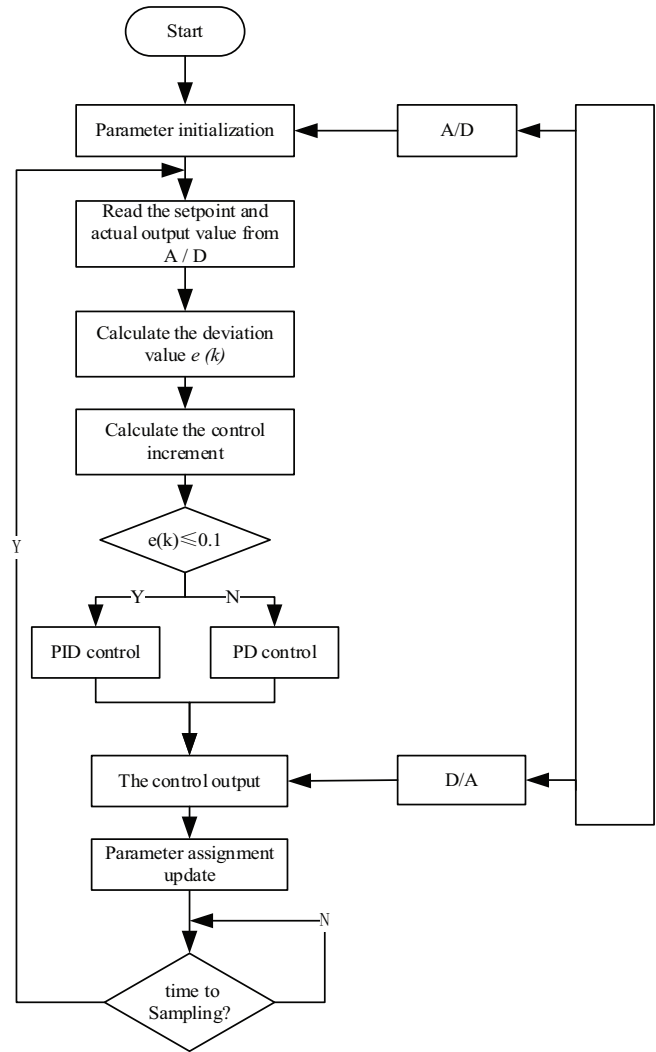 Start
Parameter initialization
A/D
Read the setpoint and
actual output value from
A / D
Calculate the deviation
value e (k)
Calculate the control
increment
e(k)≤0.1
Y
Y
N
PID control
PD control
The control output
D/A
Parameter assignment
update
N
time to
Sampling?